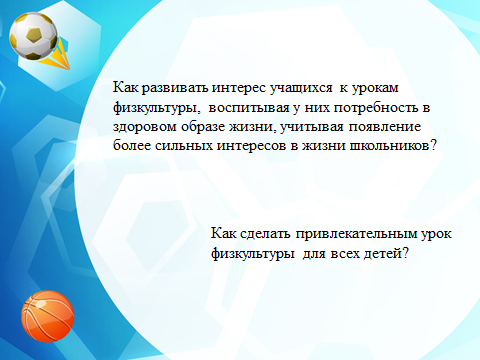 Как развивать интерес учащихся  к урокам
физкультуры,  воспитывая у них потребность в
здоровом образе жизни, учитывая появление
более сильных интересов в жизни школьников?
Как сделать привлекательным урок
физкультуры  для всех детей?